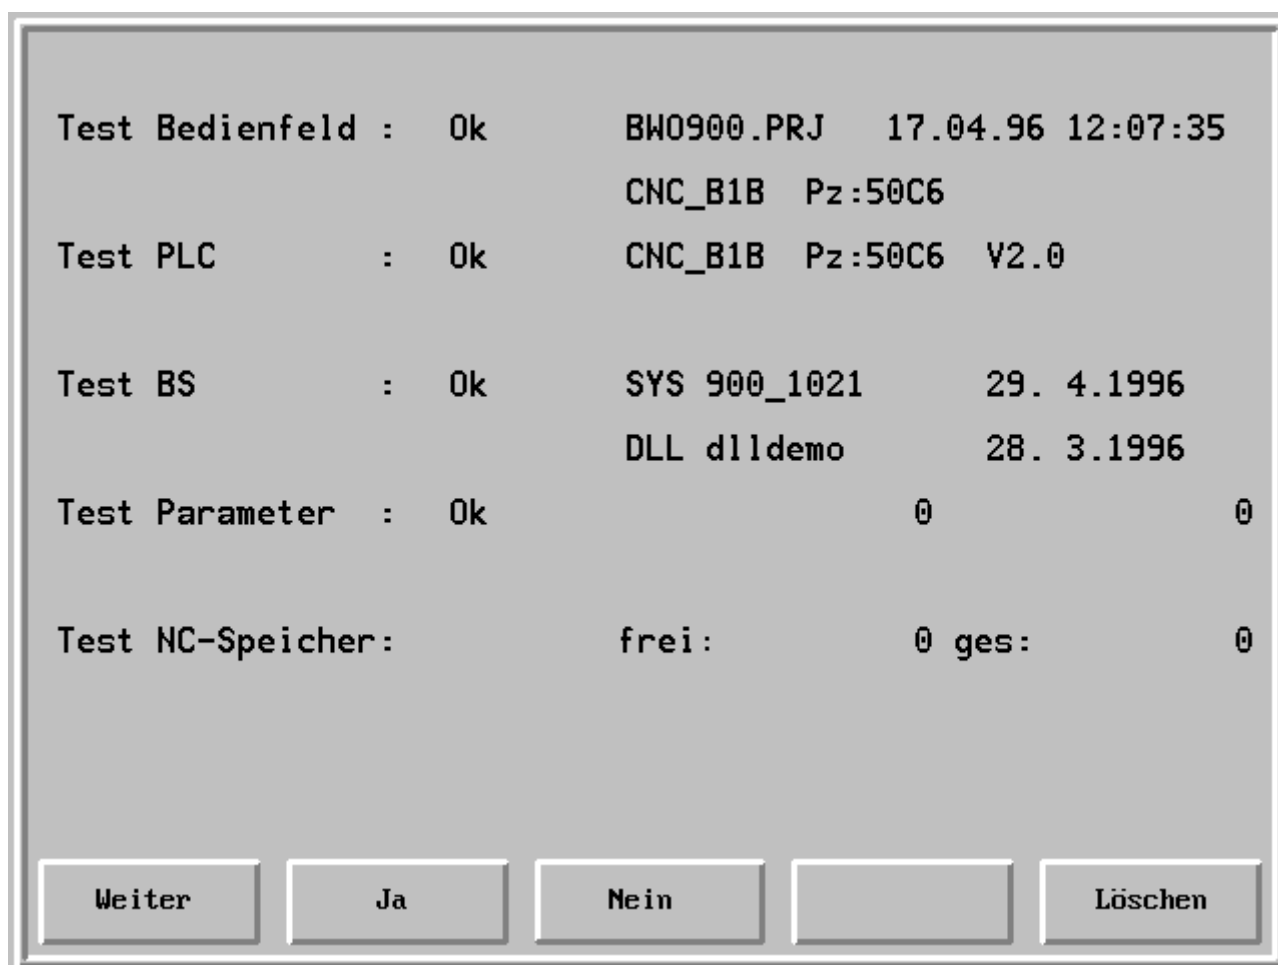 Test Bedienfeld : Ok BWO900.PRJ 17.04.96 12:07:35
CNC_B1B Pz:50C6
Test PLC : Ok CNC_B1B Pz:50C6 V2.0
Test BS : Ok SYS 900_1021 29. 4.1996
DLL dlldemo 28. 3.1996
Test Parameter : Ok 0 0
Test NC-Speicher: frei: 0 ges: 0
Weiter Ja Nein Löschen